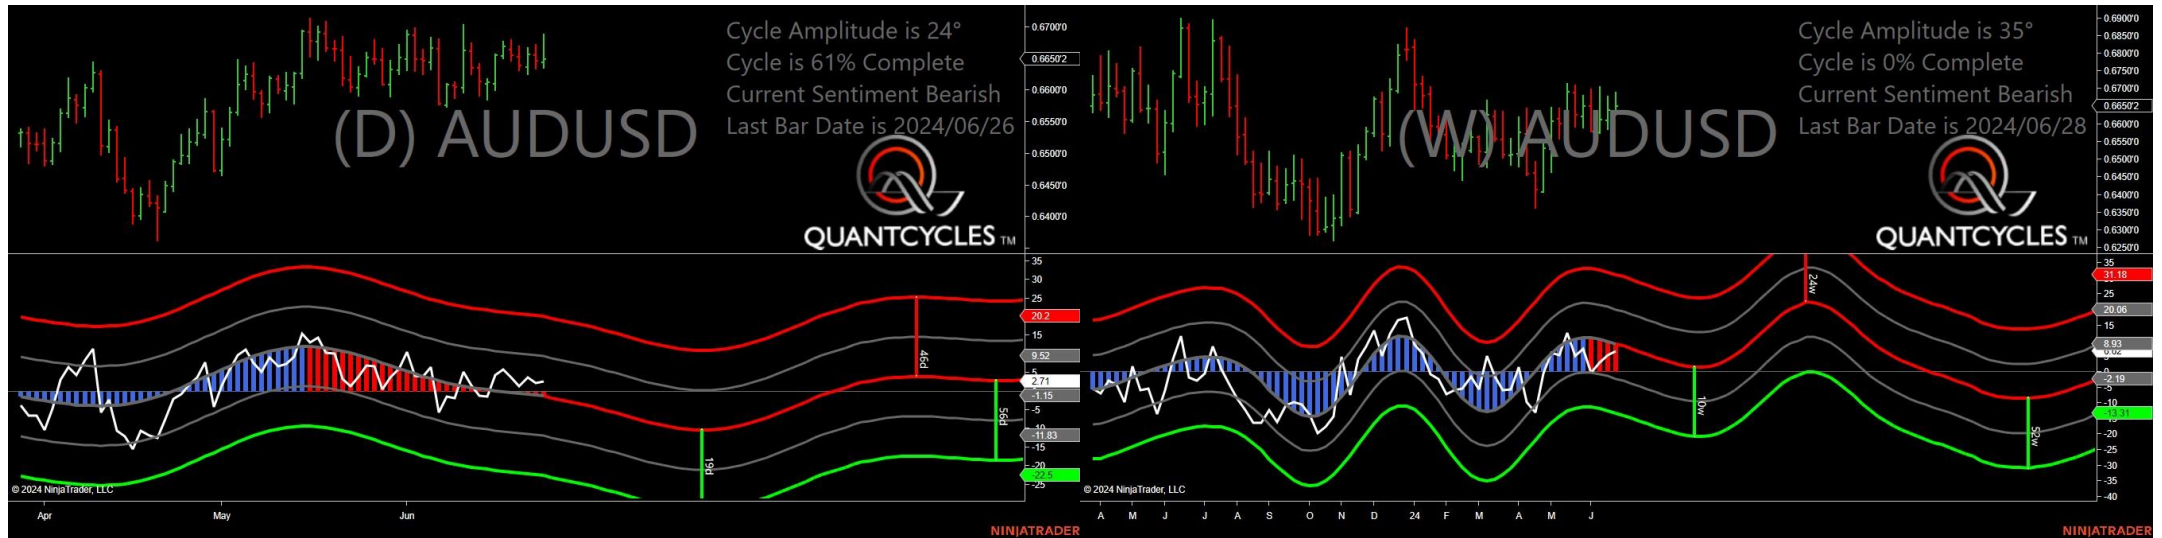 Cycle Amplitude is 24°
Cycle is 61% Complete
Current Sentiment Bearish
Last Bar Date is 2024/06/26
(D) AUDUSD
QUANTCYCLES TM
0.6700'0
0.6650'2
0.6600'0
0.6550'0
0.6500'0
0.6450'0
0.6400'0
35
30
25
20.2
15
9.52
5
2.71
-1.15
-5
-10
-11.83
-15
-20
-22.5
-25
46d
56d
19d
© 2024 NinjaTrader, LLC
Apr
May
Jun
NINJATRADER
Cycle Amplitude is 35°
Cycle is 0% Complete
Current Sentiment Bearish
Last Bar Date is 2024/06/28
(W) AUDUSD
QUANTCYCLES TM
0.6900'0
0.6850'0
0.6800'0
0.6750'0
0.6700'0
0.6650'2
0.6600'0
0.6550'0
0.6500'0
0.6450'0
0.6400'0
0.6350'0
0.6300'0
0.6250'0
35
31.18
25
20.06
15
8.93
0
-2.19
-5
-10
-13.31
-20
-25
-30
-35
-40
24w
10w
52w
© 2024 NinjaTrader, LLC
A M J J A S O N D 24 F M A M J
NINJATRADER